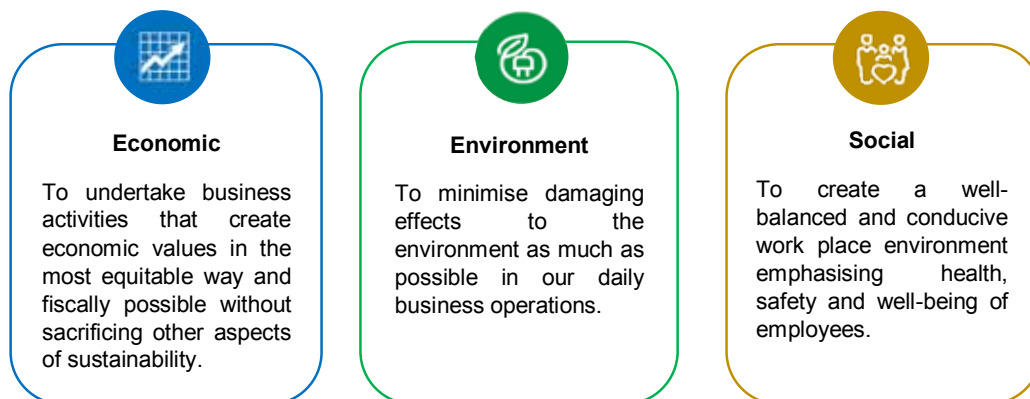 Economic
To undertake business
activities that create
economic values in the
most equitable way and
fiscally possible without
sacrificing other aspects
of sustainability.
Environment
To minimise damaging
effects to the
environment as much as
possible in our daily
business operations.
Social
To create a well-
balanced and conducive
work place environment
emphasising health,
safety and well-being of
employees.